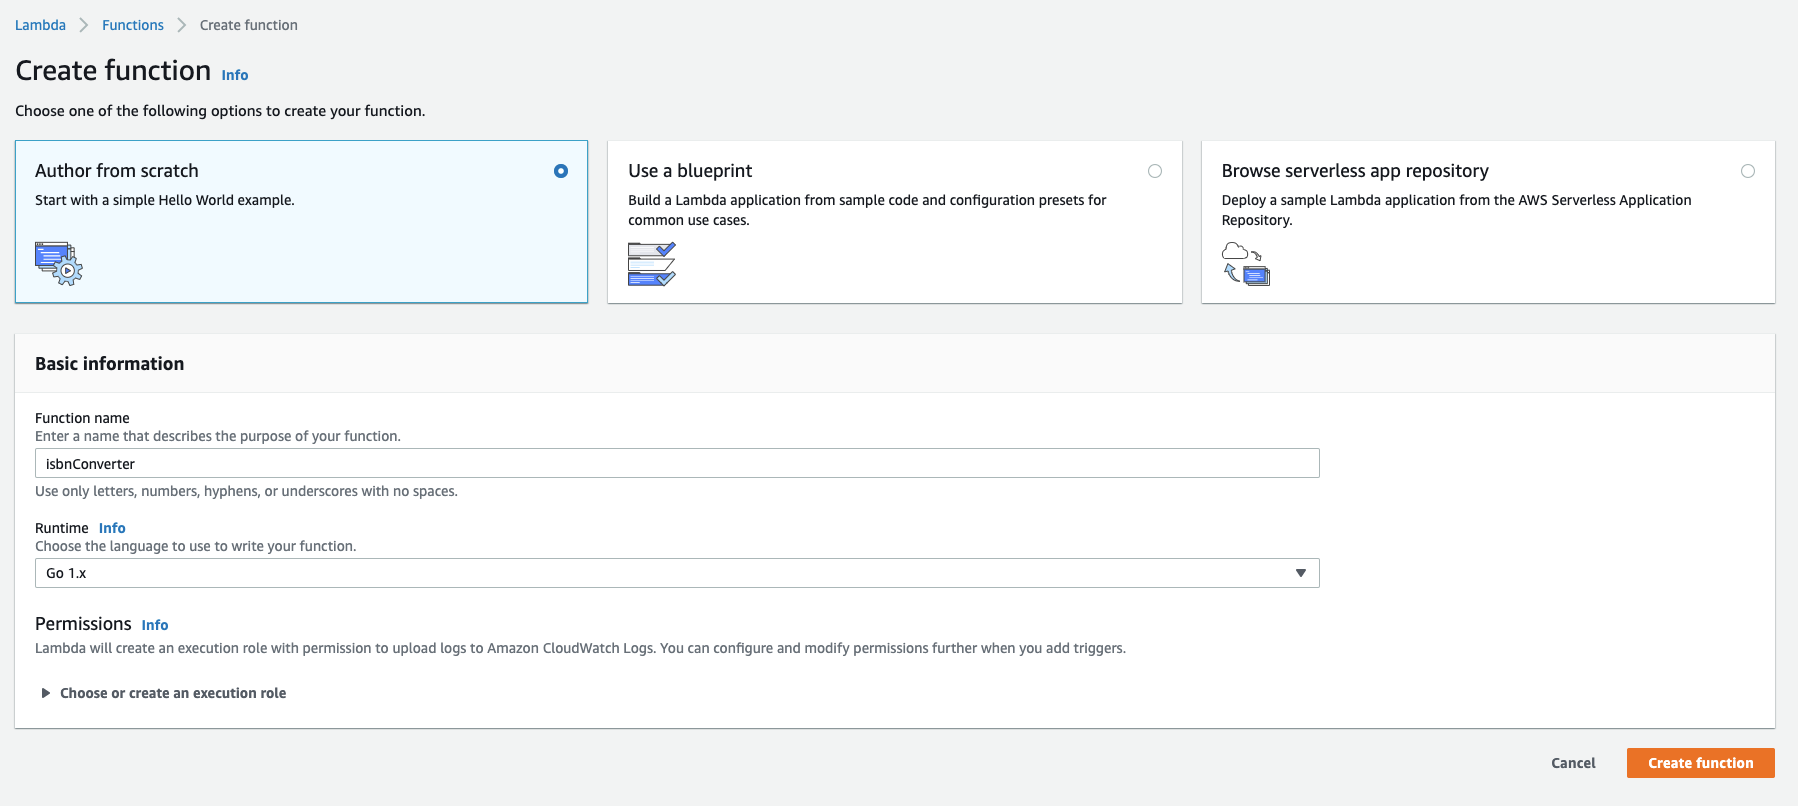 Lambda > Functions > Create function
Create function Info
Choose one of the following options to create your function.
Author from scratch
Start with a simple Hello World example.
Use a blueprint
Build a Lambda application from sample code and configuration presets for
common use cases.
Browse serverless app repository
Deploy a sample Lambda application from the AWS Serverless Application
Repository.
Basic information
Function name
Enter a name that describes the purpose of your function.
isbnConverter
Use only letters, numbers, hyphens, or underscores with no spaces.
Runtime Info
Choose the language to use to write your function.
Go 1.x
Permissions Info
Lambda will create an execution role with permission to upload logs to Amazon CloudWatch Logs. You can configure and modify permissions further when you add triggers.
Choose or create an execution role
Cancel Create function